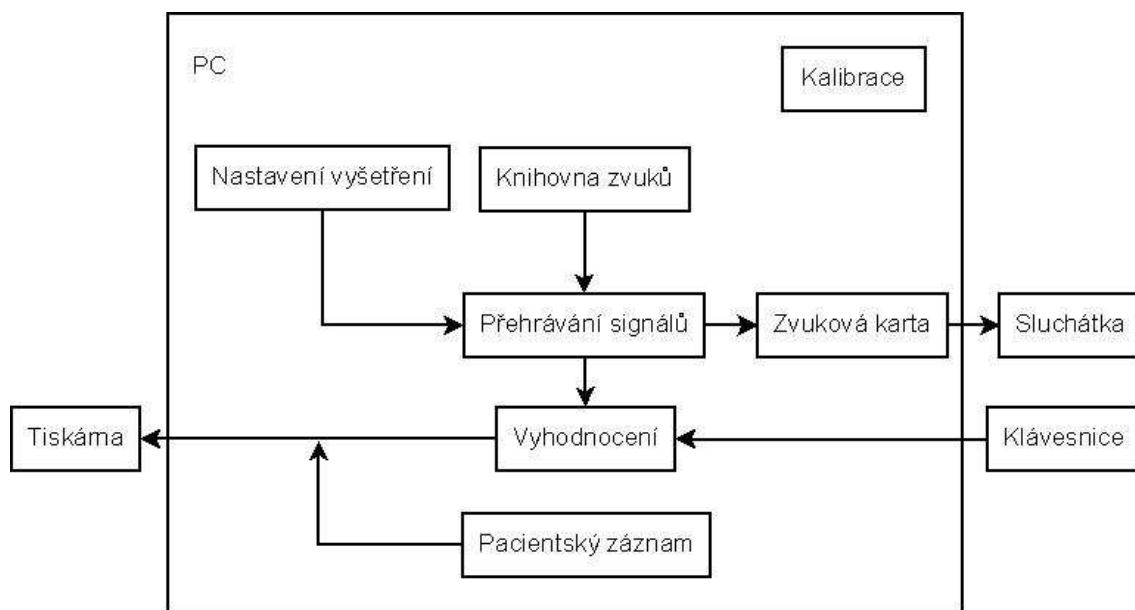 PC
Kalibrace
Nastavení vyšetření
Knihovna zvuků
Přehrávání signálů
Zvuková karta
Sluchátka
Tiskárna
Vyhodnocení
Klávesnice
Pacientský záznam